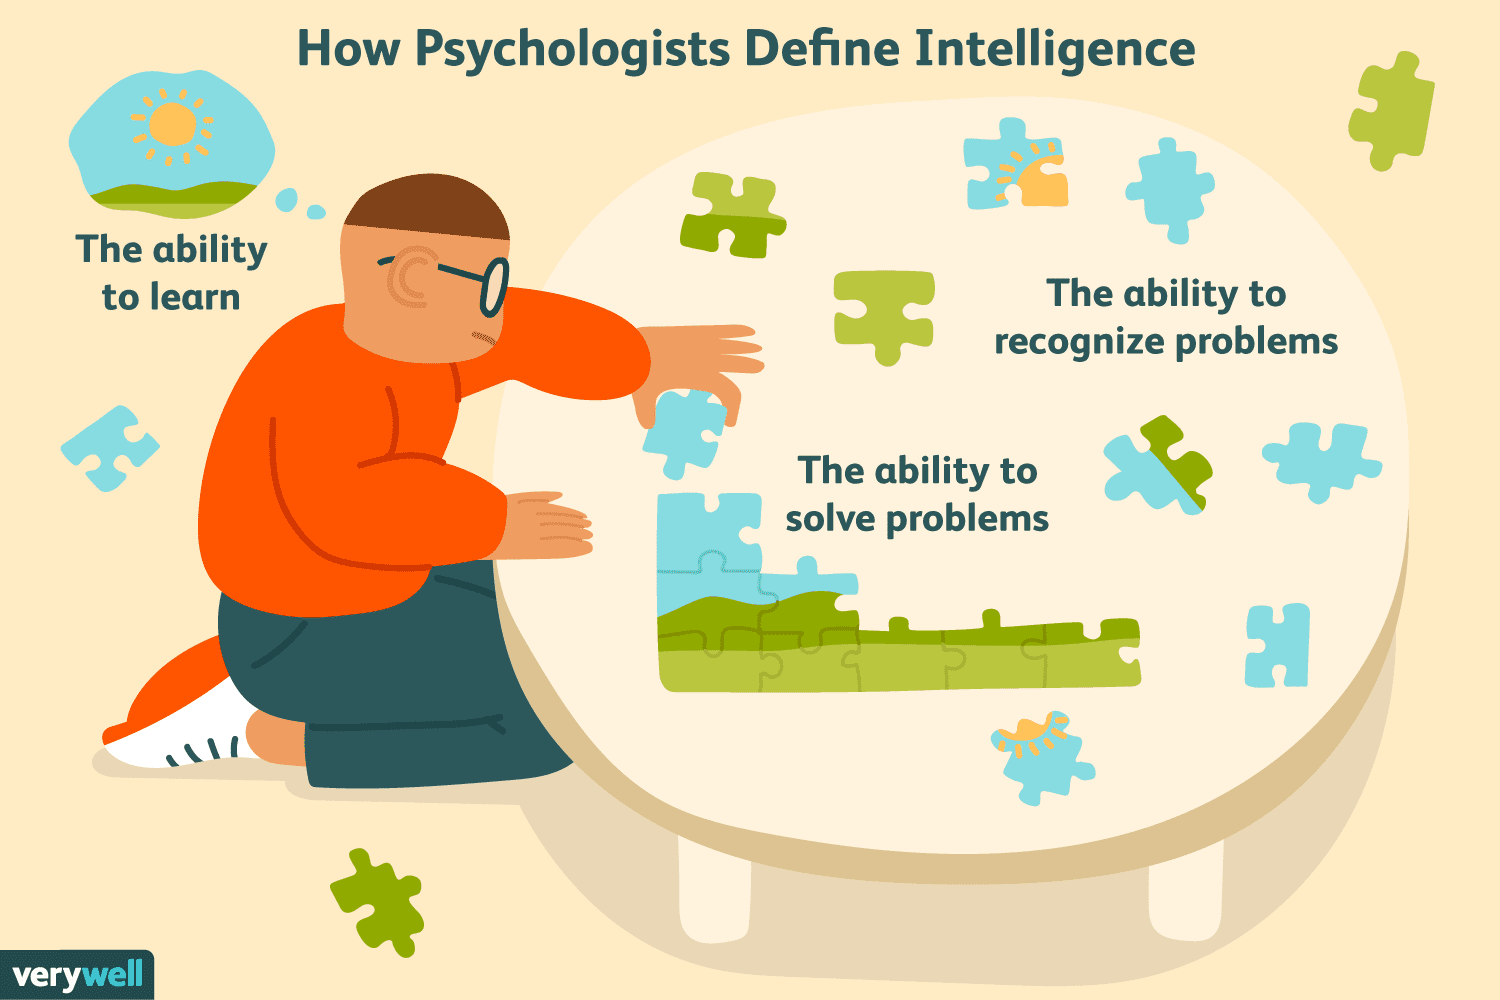 How Psychologists Define Intelligence
The ability
to learn
The ability to
recognize problems
The ability to
solve problems
verywell